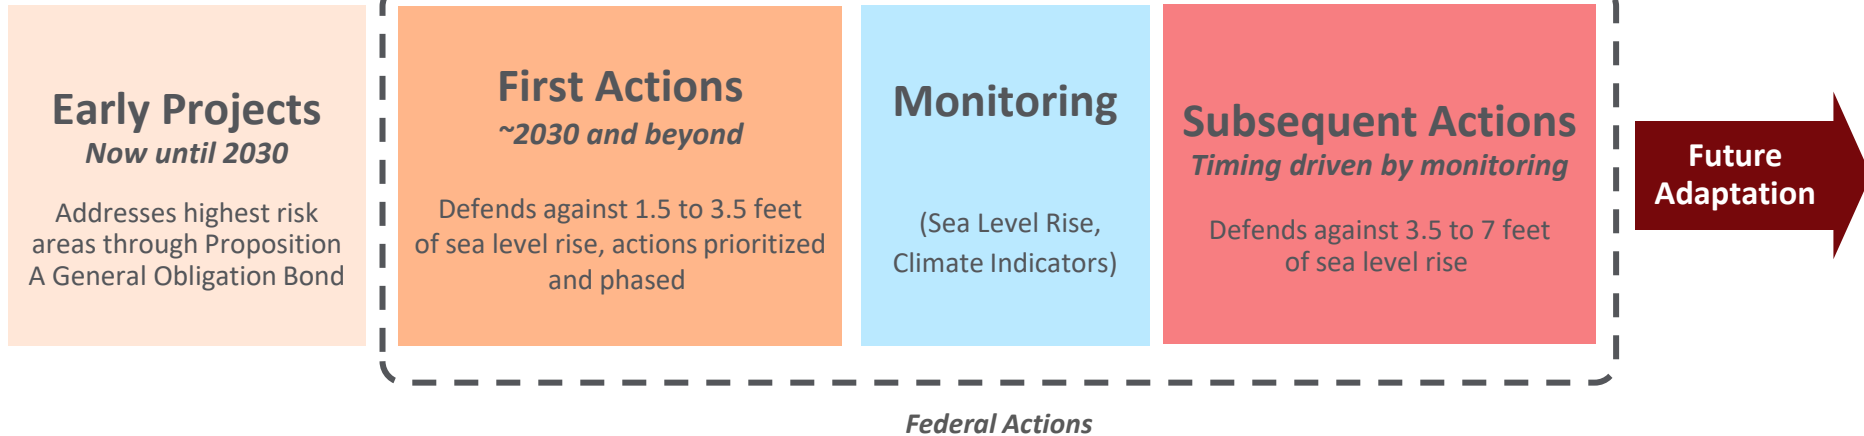 Early Projects
Now until 2030
Addresses highest risk
areas through Proposition
A General Obligation Bond
First Actions
~2030 and beyond
Defends against 1.5 to 3.5 feet
of sea level rise, actions prioritized
and phased
Monitoring
(Sea Level Rise,
Climate Indicators)
Subsequent Actions
Timing driven by monitoring
Defends against 3.5 to 7 feet
of sea level rise
Future
Adaptation
Federal Actions